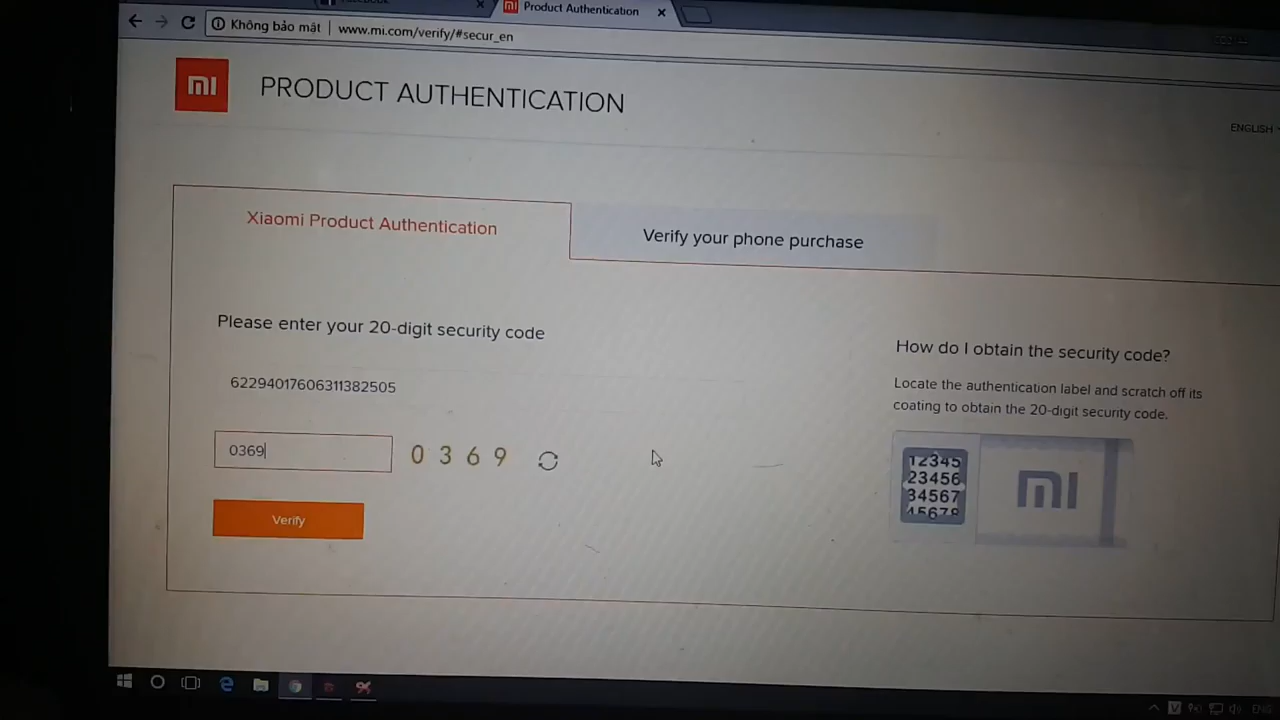 Product Authentication
Không bảo mật | www.mi.com/verify/#secur_en
mi PRODUCT AUTHENTICATION
ENGLISH
Xiaomi Product Authentication
Verify your phone purchase
Please enter your 20-digit security code
62294017606311382505
0369
0 3 6 9
Verify
How do I obtain the security code?
Locate the authentication label and scratch off its
coating to obtain the 20-digit security code.
12345
23456
34567
45678
mi
V
ENG